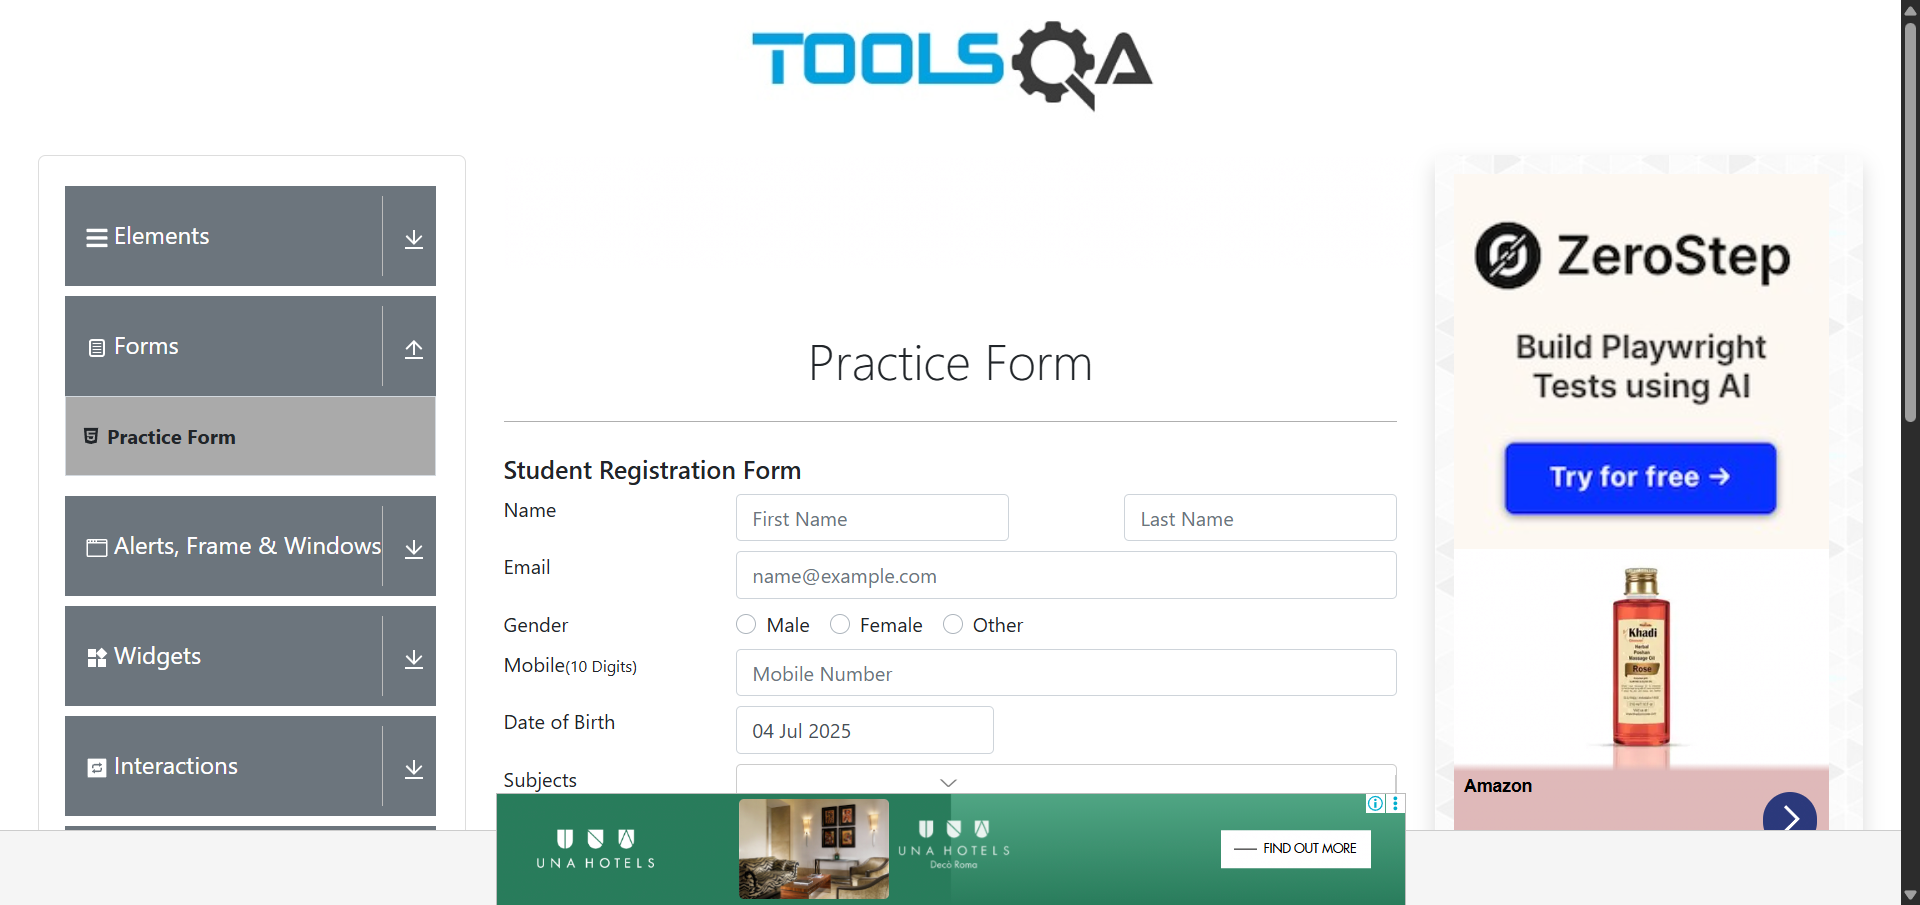 TOOLSQA
Elements
Forms
Practice Form
Alerts, Frame & Windows
Widgets
Interactions
Practice Form
Student Registration Form
Name
First Name
Last Name
Email
name@example.com
Gender
Male
Female
Other
Mobile(10 Digits)
Mobile Number
Date of Birth
04 Jul 2025
Subjects
ZeroStep
Build Playwright
Tests using AI
Try for free →
Khadi
Herbal
Rose
Amazon
UNA HOTELS
UNA HOTELS
Decò Roma
FIND OUT MORE